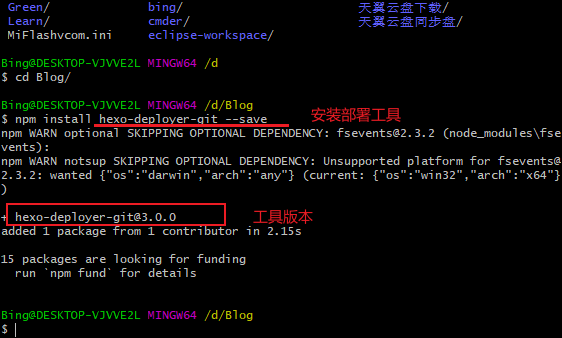 Green/ bing/ 天翼云盘下载/
Learn/ cmder/ 天翼云盘同步盘/
MiFlashvcom.ini eclipse-workspace/
Bing@DESKTOP-VJVVE2L MINGW64 /d
$ cd Blog/
Bing@DESKTOP-VJVVE2L MINGW64 /d/Blog
$ npm install hexo-deployer-git --save 安装部署工具
npm WARN optional SKIPPING OPTIONAL DEPENDENCY: fsevents@2.3.2 (node_modules\fse
vents):
npm WARN notsup SKIPPING OPTIONAL DEPENDENCY: Unsupported platform for fsevents@
2.3.2: wanted {"os":"darwin","arch":"any"} (current: {"os":"win32","arch":"x64"}
)
+ hexo-deployer-git@3.0.0 工具版本
added 1 package from 1 contributor in 2.15s
15 packages are looking for funding
run `npm fund` for details
Bing@DESKTOP-VJVVE2L MINGW64 /d/Blog
$